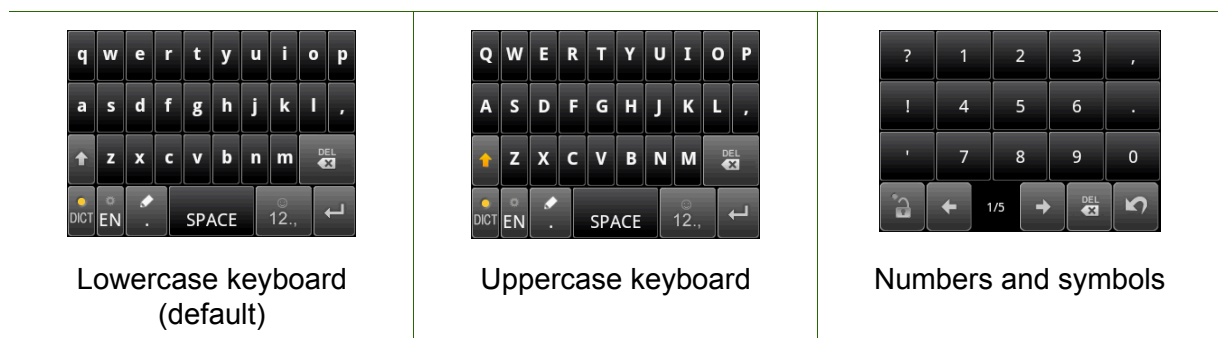 q w e r t y u i o p
a s d f g h j k l ,
z x c v b n m DEL
DICT EN . SPACE 12.,
Lowercase keyboard
(default)
Q W E R T Y U I O P
A S D F G H J K L ,
Z X C V B N M DEL
DICT EN . SPACE 12.,
Uppercase keyboard
? 1 2 3 ,
! 4 5 6 .
' 7 8 9 0
1/5 DEL
Numbers and symbols